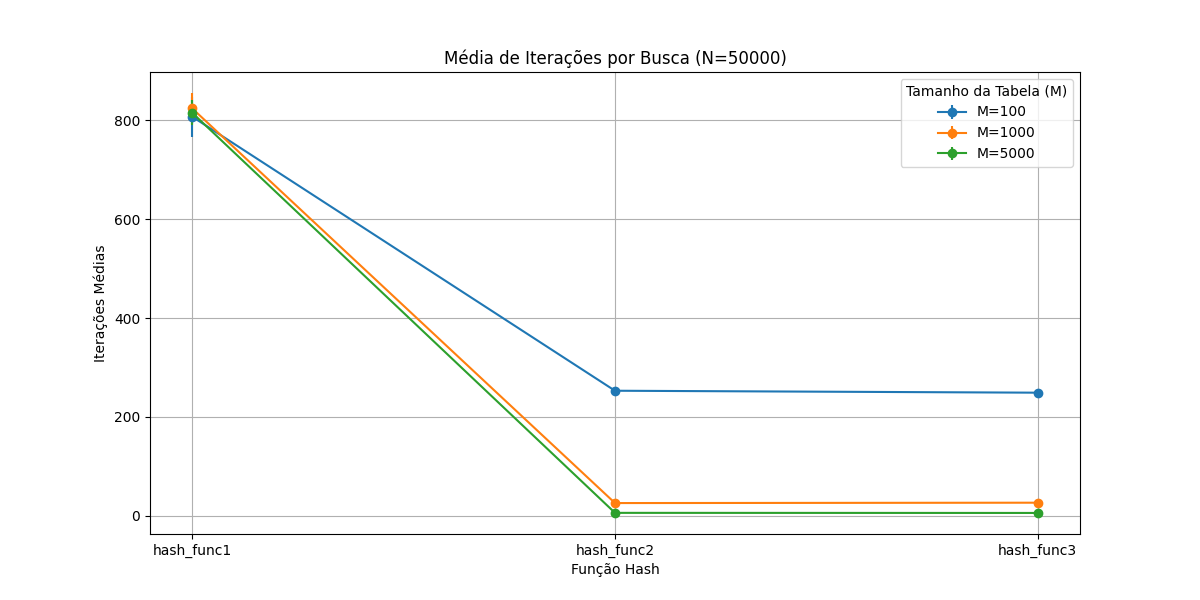 Média de Iterações por Busca (N=50000)
Tamanho da Tabela (M)
M=100
M=1000
M=5000
800
600
400
200
0
Iterações Médias
hash_func1
hash_func2
hash_func3
Função Hash